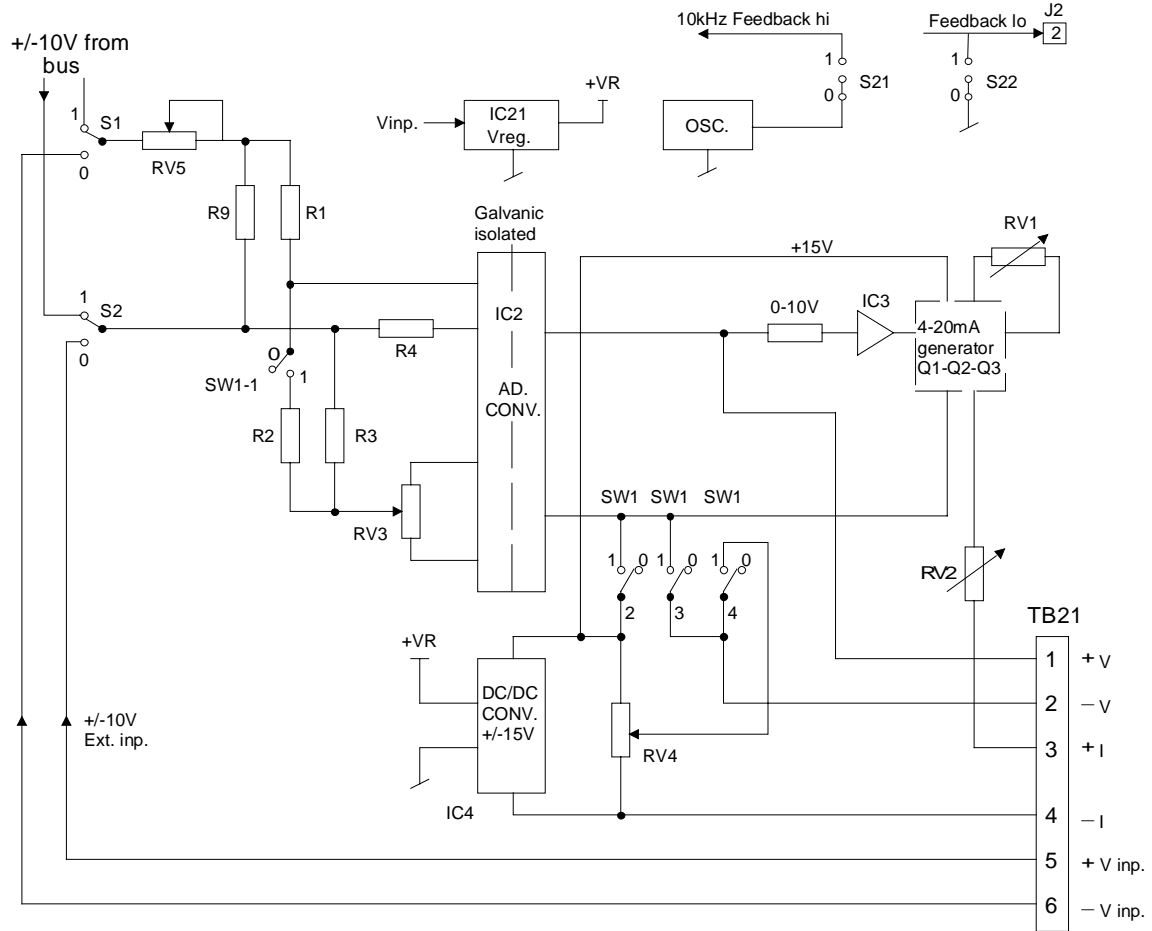 10kHz Feedback hi
Feedback lo
J2
2
+/-10V from
bus
1
S1
0
RV5
Vinp.
IC21
Vreg.
+VR
OSC.
1
0
S21
1
0
S22
R9
R1
Galvanic
isolated
+15V
RV1
1
S2
0
IC2
R4
0-10V
IC3
4-20mA
generator
Q1-Q2-Q3
0
1
SW1-1
AD.
CONV.
R2
R3
RV3
SW1
SW1
SW1
1
0
1
0
1
0
2
3
4
RV2
TB21
+VR
DC/DC
CONV.
+/-15V
IC4
RV4
+/-10V
Ext. inp.
1
+ V
2
− V
3
+ I
4
− I
5
+ V inp.
6
− V inp.